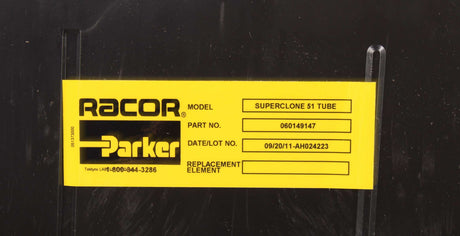 RACOR®
Parker
1-800-344-3286
MODEL SUPERCLONE 51 TUBE
PART NO. 060149147
DATE/LOT NO. 09/20/11-AH024223
REPLACEMENT
ELEMENT